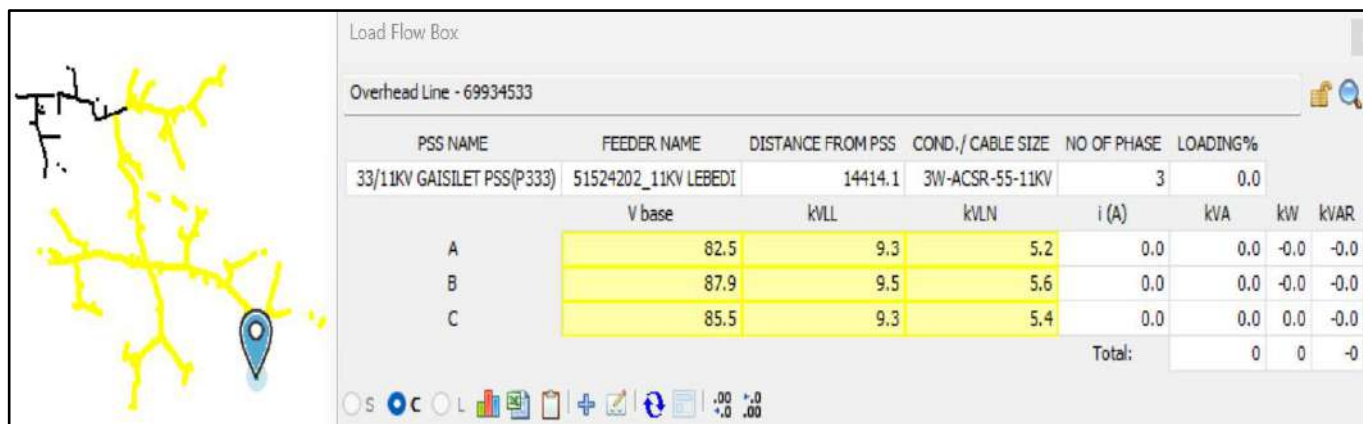 Load Flow Box
Overhead Line - 69934533
PSS NAME FEEDER NAME DISTANCE FROM PSS COND./ CABLE SIZE NO OF PHASE LOADING%
33/11KV GAISILET PSS(P333) 51524202_11KV LEBEDI 14414.1 3W-ACSR-55-11KV 3 0.0
V base kVLL kVLN i (A) kVA kW kVAR
A 82.5 9.3 5.2 0.0 0.0 -0.0 -0.0
B 87.9 9.5 5.6 0.0 0.0 -0.0 -0.0
C 85.5 9.3 5.4 0.0 0.0 0.0 -0.0
Total: 0 0 -0
S C L .00 .0 .0 .00